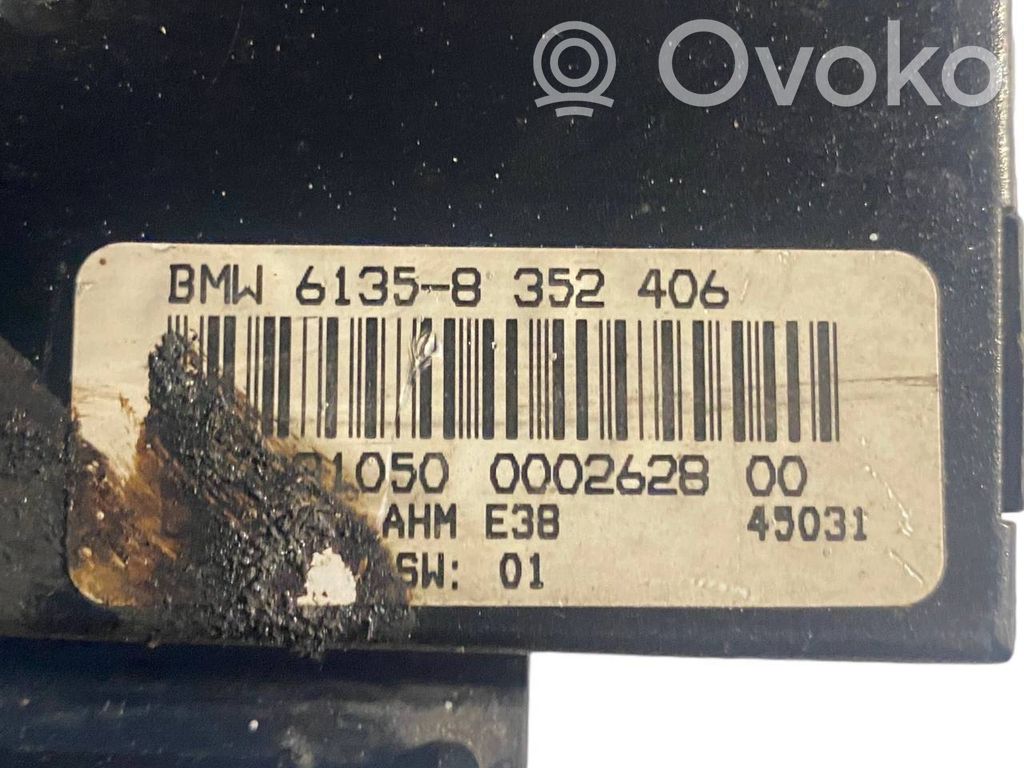 Ovoko
BMW 6135-8 352 406
1050 0002628 00
AHM E38 45031
SW: 01